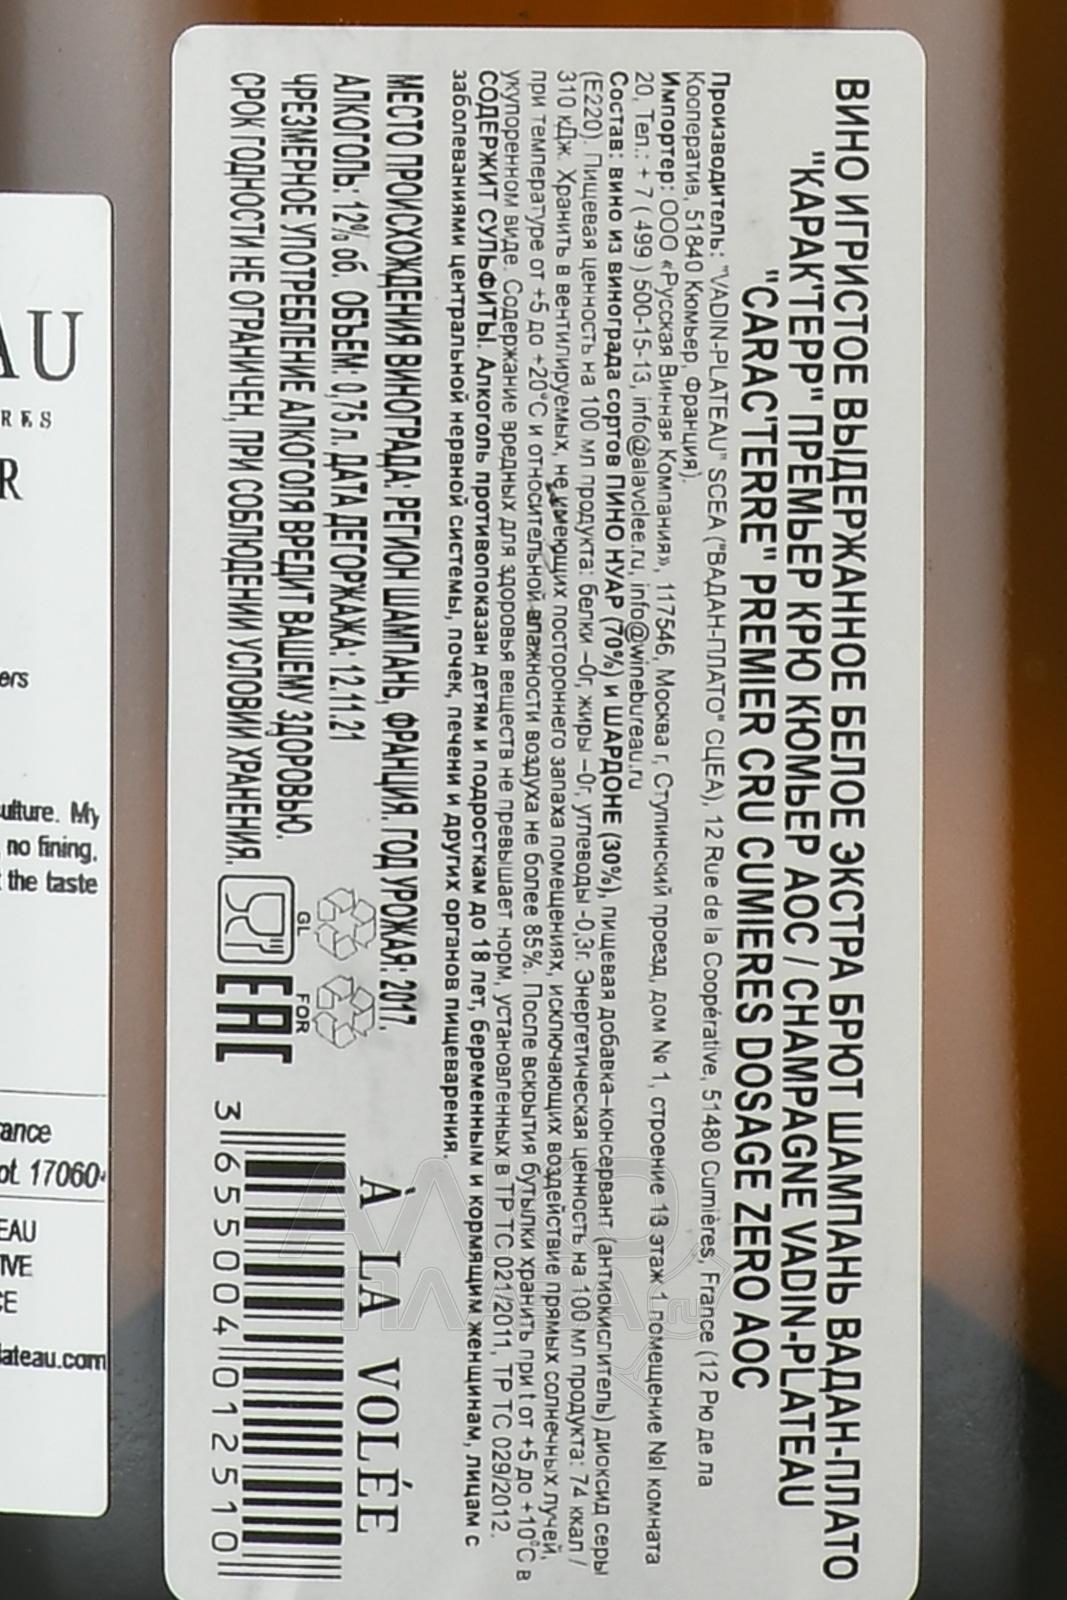 ВИНО ИГРИСТОЕ ВЫДЕРЖАННОЕ БЕЛОЕ ЭКСТРА БРЮТ ШАМПАНЬ ВАДАН-ПЛАТО
"КАРАК'ТЕРР" ПРЕМЬЕР КРЮ КЮМЬЕР АОС / CHAMPAGNE VADIN-PLATEAU
"CARAC'TERRE" PREMIER CRU CUMIERES DOSAGE ZERO AOC
Производитель: "VADIN-PLATEAU" SCEA ("ВАДАН-ПЛАТО" СЦЕА), 12 Rue de la Coopérative, 51480 Cumières, France (12 Рю де ла
Косператив, 51840 Кюмьер, Франция).
Импортер: ООО «Русская Винная Компания», 117546, Москва г, Ступинский проезд, дом № 1, строение 13 этаж 1 помещение №I комната
20, Тел.: + 7 ( 499 ) 500-15-13, info@alavclee.ru, info@winebureau.ru
Состав: вино из винограда сортов ПИНО НУАР (70%) и ШАРДОНЕ (30%), пищевая добавка–консервант (антиокислитель) диоксид серы
(Е220). Пищевая ценность на 100 мл продукта: белки –0г, жиры –0г, углеводы -0,3г. Энергетическая ценность на 100 мл продукта: 74 ккал /
310 кДж. Хранить в вентилируемых, не имеющих постороннего запаха помещениях, исключающих воздействие прямых солнечных лучей,
при температуре от +5 до +20°С и относительной влажности воздуха не более 85%. После вскрытия бутылки хранить при t от +5 до +10°С в
укупоренном виде. Содержание вредных для здоровья веществ не превышает норм, установленных в ТР ТС 021/2011, ТР ТС 029/2012.
СОДЕРЖИТ СУЛЬФИТЫ. Алкоголь противопоказан детям и подросткам до 18 лет, беременным и кормящим женщинам, лицам с
заболеваниями центральной нервной системы, почек, печени и других органов пищеварения.
МЕСТО ПРОИСХОЖДЕНИЯ ВИНОГРАДА: РЕГИОН ШАМПАНЬ, ФРАНЦИЯ. ГОД УРОЖАЯ: 2017.
АЛКОГОЛЬ: 12% об. ОБЪЕМ: 0,75 л. ДАТА ДЕГОРЖАЖА: 12.11.21
ЧРЕЗМЕРНОЕ УПОТРЕБЛЕНИЕ АЛКОГОЛЯ ВРЕДИТ ВАШЕМУ ЗДОРОВЬЮ.
СРОК ГОДНОСТИ НЕ ОГРАНИЧЕН, ПРИ СОБЛЮДЕНИИ УСЛОВИЙ ХРАНЕНИЯ.
GL FOR
EAC
À LA VOLÉE
3 655004 012510
AU
RES
R
ers
ulture. My
no fining,
the taste
ance
ot 17060
EAU
TIVE
CE
lateau.com